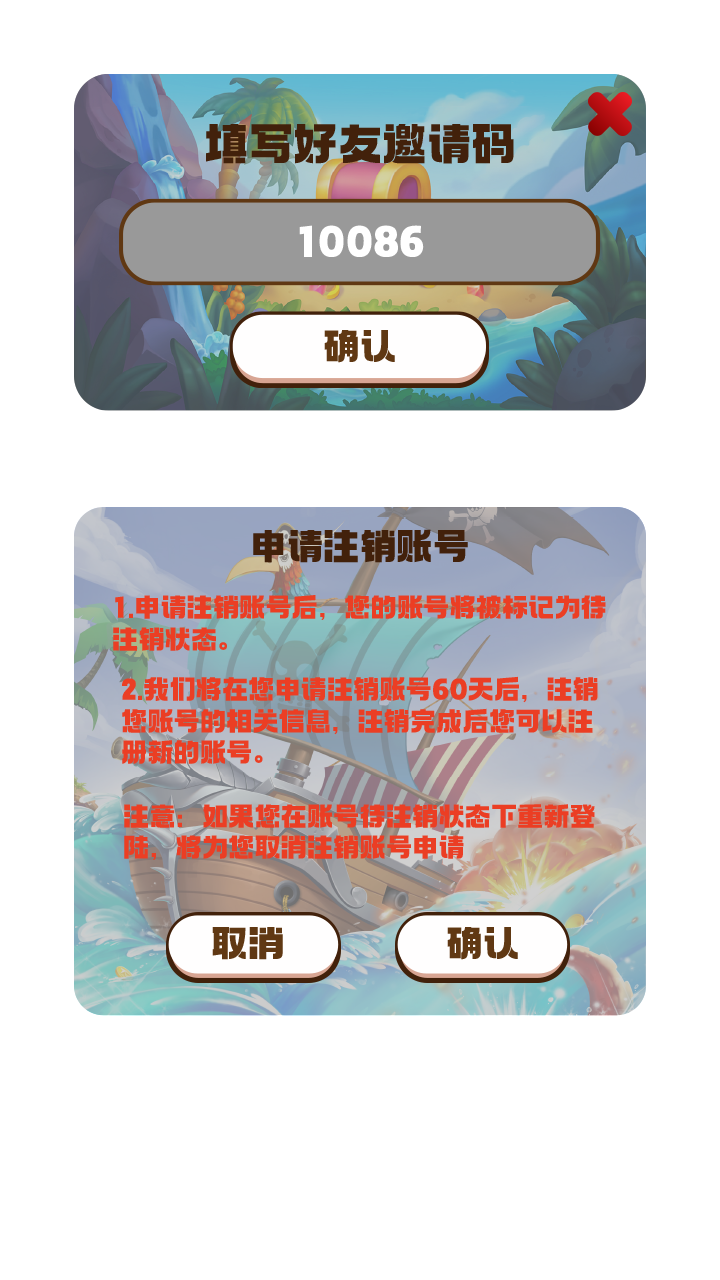 填写好友邀请码
10086
确认
申请注销账号
1.申请注销账号后，您的账号将被标记为待
注销状态。
2.我们将在您申请注销账号60天后，注销
您账号的相关信息，注销完成后您可以注
册新的账号。
注意：如果您在账号待注销状态下重新登
陆，将为您取消注销账号申请
取消
确认